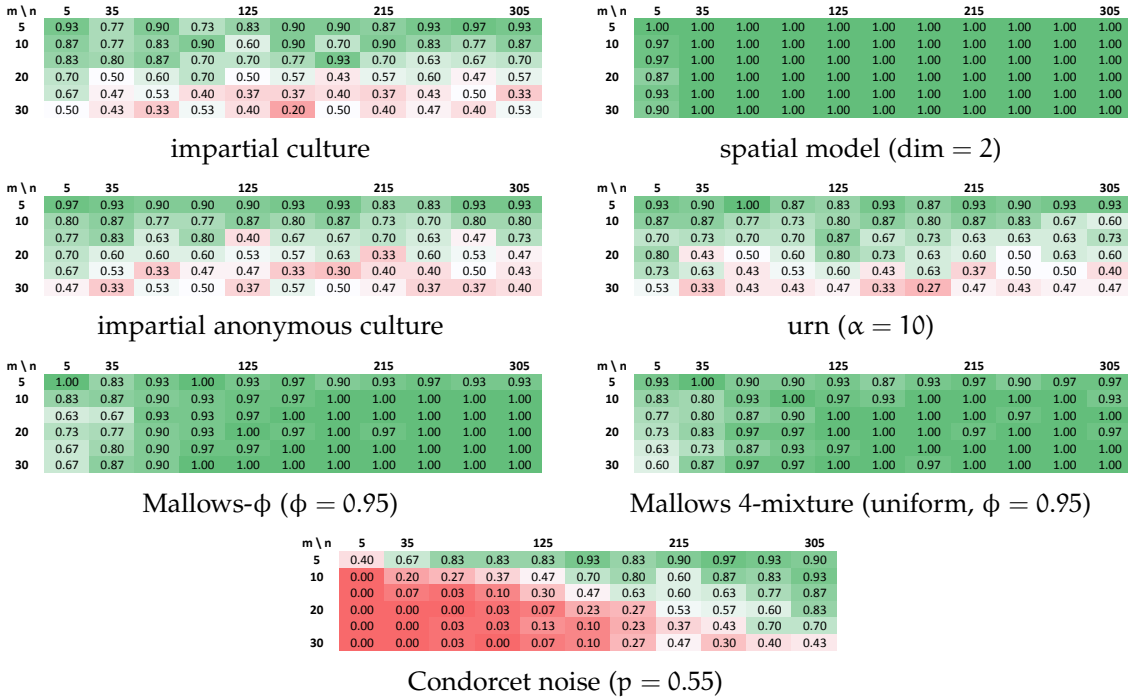 m \ n 5 35 125 215 305
5 0.93 0.77 0.90 0.73 0.83 0.90 0.90 0.90 0.93 0.97 0.93
10 0.87 0.77 0.83 0.90 0.60 0.90 0.70 0.90 0.83 0.77 0.87
0.83 0.80 0.87 0.70 0.70 0.77 0.93 0.70 0.63 0.67 0.70
20 0.70 0.50 0.60 0.70 0.50 0.57 0.43 0.57 0.60 0.47 0.57
0.67 0.47 0.53 0.40 0.37 0.37 0.40 0.37 0.43 0.50 0.33
30 0.50 0.43 0.33 0.53 0.40 0.20 0.50 0.40 0.47 0.40 0.53
impartial culture
m \ n 5 35 125 215 305
5 1.00 1.00 1.00 1.00 1.00 1.00 1.00 1.00 1.00 1.00 1.00
10 0.97 1.00 1.00 1.00 1.00 1.00 1.00 1.00 1.00 1.00 1.00
0.97 1.00 1.00 1.00 1.00 1.00 1.00 1.00 1.00 1.00 1.00
20 0.87 1.00 1.00 1.00 1.00 1.00 1.00 1.00 1.00 1.00 1.00
0.93 1.00 1.00 1.00 1.00 1.00 1.00 1.00 1.00 1.00 1.00
30 0.90 1.00 1.00 1.00 1.00 1.00 1.00 1.00 1.00 1.00 1.00
spatial model (dim = 2)
m \ n 5 35 125 215 305
5 0.97 0.93 0.90 0.90 0.90 0.93 0.93 0.83 0.83 0.93 0.93
10 0.80 0.87 0.77 0.77 0.87 0.80 0.87 0.73 0.70 0.80 0.80
0.77 0.83 0.63 0.80 0.40 0.67 0.67 0.70 0.63 0.47 0.73
20 0.70 0.60 0.60 0.60 0.53 0.57 0.63 0.33 0.60 0.53 0.47
0.67 0.53 0.33 0.47 0.47 0.33 0.30 0.40 0.40 0.50 0.43
30 0.47 0.33 0.53 0.50 0.37 0.57 0.50 0.47 0.37 0.37 0.40
impartial anonymous culture
m \ n 5 35 125 215 305
5 0.93 0.90 1.00 0.87 0.83 0.93 0.87 0.93 0.90 0.93 0.90
10 0.87 0.87 0.77 0.73 0.80 0.87 0.80 0.87 0.83 0.67 0.60
0.70 0.73 0.70 0.70 0.87 0.67 0.73 0.63 0.63 0.63 0.73
20 0.80 0.43 0.50 0.60 0.80 0.73 0.63 0.60 0.50 0.63 0.60
0.73 0.63 0.43 0.53 0.60 0.43 0.63 0.37 0.50 0.50 0.40
30 0.53 0.33 0.43 0.43 0.47 0.33 0.27 0.47 0.43 0.47 0.47
urn (α = 10)
m \ n 5 35 125 215 305
5 1.00 0.83 0.93 1.00 0.93 0.97 0.90 0.93 0.97 0.93 0.93
10 0.83 0.87 0.90 0.93 0.97 0.97 1.00 1.00 1.00 1.00 1.00
0.63 0.67 0.93 0.93 0.97 1.00 1.00 1.00 1.00 1.00 1.00
20 0.73 0.77 0.90 0.93 1.00 0.97 1.00 0.97 1.00 1.00 1.00
0.67 0.80 0.90 0.97 0.97 1.00 1.00 1.00 1.00 1.00 1.00
30 0.67 0.87 0.90 1.00 1.00 1.00 1.00 1.00 1.00 1.00 1.00
Mallows-ϕ (ϕ = 0.95)
m \ n 5 35 125 215 305
5 0.93 1.00 0.90 0.90 0.93 0.87 0.93 0.97 0.90 0.97 0.97
10 0.83 0.80 0.93 1.00 0.97 0.93 1.00 1.00 1.00 1.00 0.93
0.77 0.80 0.87 0.90 1.00 1.00 1.00 1.00 0.97 1.00 1.00
20 0.73 0.83 0.97 0.97 1.00 1.00 1.00 0.97 1.00 1.00 0.97
0.63 0.73 0.87 0.97 0.97 1.00 1.00 1.00 1.00 1.00 1.00
30 0.60 0.87 0.97 0.97 1.00 1.00 0.97 1.00 1.00 1.00 1.00
Mallows 4-mixture (uniform, ϕ = 0.95)
m \ n 5 35 125 215 305
5 0.40 0.67 0.83 0.83 0.83 0.93 0.83 0.90 0.97 0.93 0.90
10 0.00 0.20 0.27 0.37 0.47 0.70 0.80 0.60 0.87 0.83 0.93
0.00 0.07 0.03 0.10 0.30 0.47 0.63 0.60 0.63 0.77 0.87
20 0.00 0.00 0.00 0.03 0.07 0.23 0.27 0.53 0.57 0.60 0.83
0.00 0.00 0.03 0.03 0.13 0.10 0.23 0.37 0.43 0.70 0.70
30 0.00 0.00 0.03 0.00 0.07 0.10 0.27 0.47 0.30 0.40 0.43
Condorcet noise (p = 0.55)